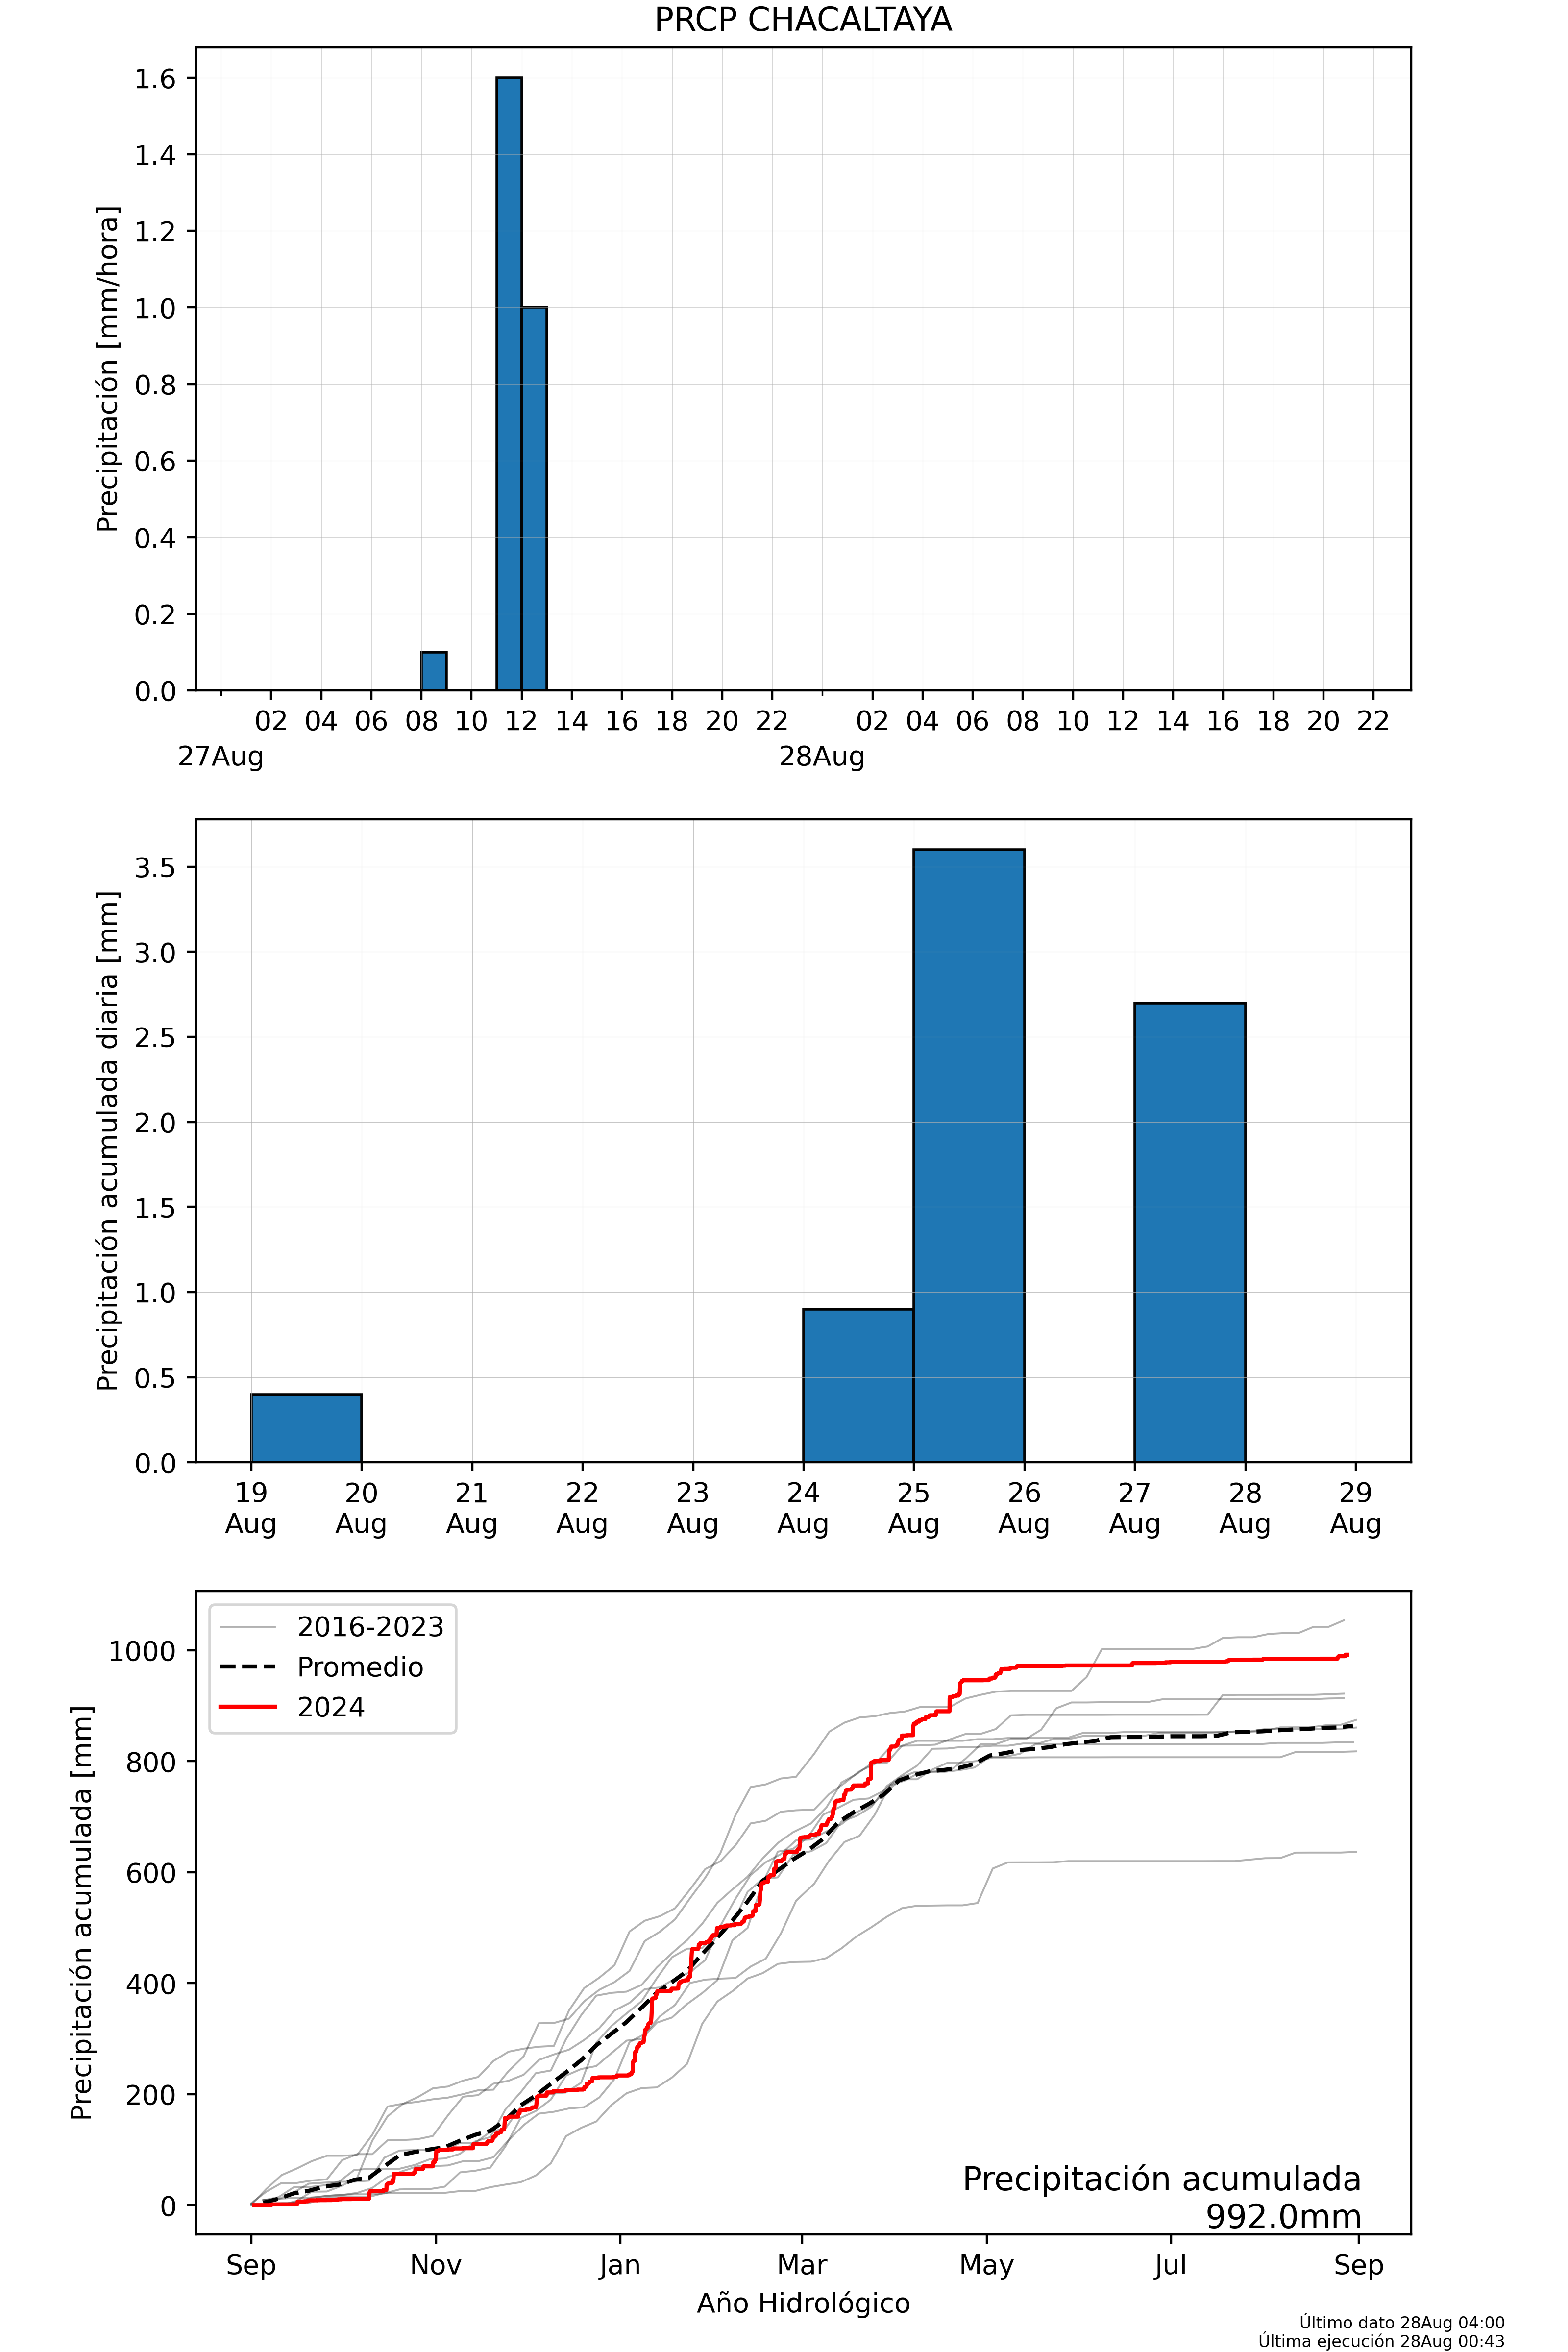 PRCP CHACALTAYA
Precipitación [mm/hora]
1.6
1.4
1.2
1.0
0.8
0.6
0.4
0.2
0.0
02 04 06 08 10 12 14 16 18 20 22 02 04 06 08 10 12 14 16 18 20 22
27Aug 28Aug
Precipitación acumulada diaria [mm]
3.5
3.0
2.5
2.0
1.5
1.0
0.5
0.0
19 20 21 22 23 24 25 26 27 28 29
Aug Aug Aug Aug Aug Aug Aug Aug Aug Aug Aug
Precipitación acumulada [mm]
1000
800
600
400
200
0
2016-2023
Promedio
2024
Precipitación acumulada
992.0mm
Sep Nov Jan Mar May Jul Sep
Año Hidrológico
Último dato 28Aug 04:00
Última ejecución 28Aug 00:43